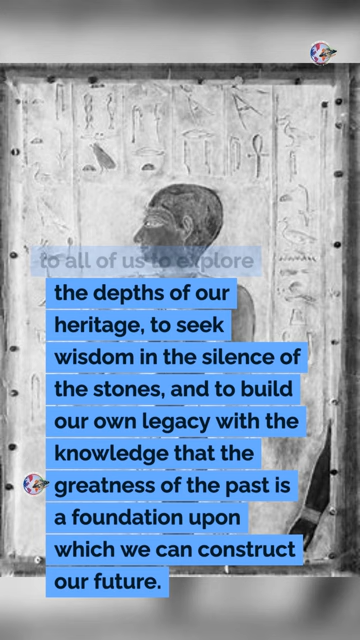 to all of us to explore
the depths of our
heritage, to seek
wisdom in the silence of
the stones, and to build
our own legacy with the
knowledge that the
greatness of the past is
a foundation upon
which we can construct
our future.